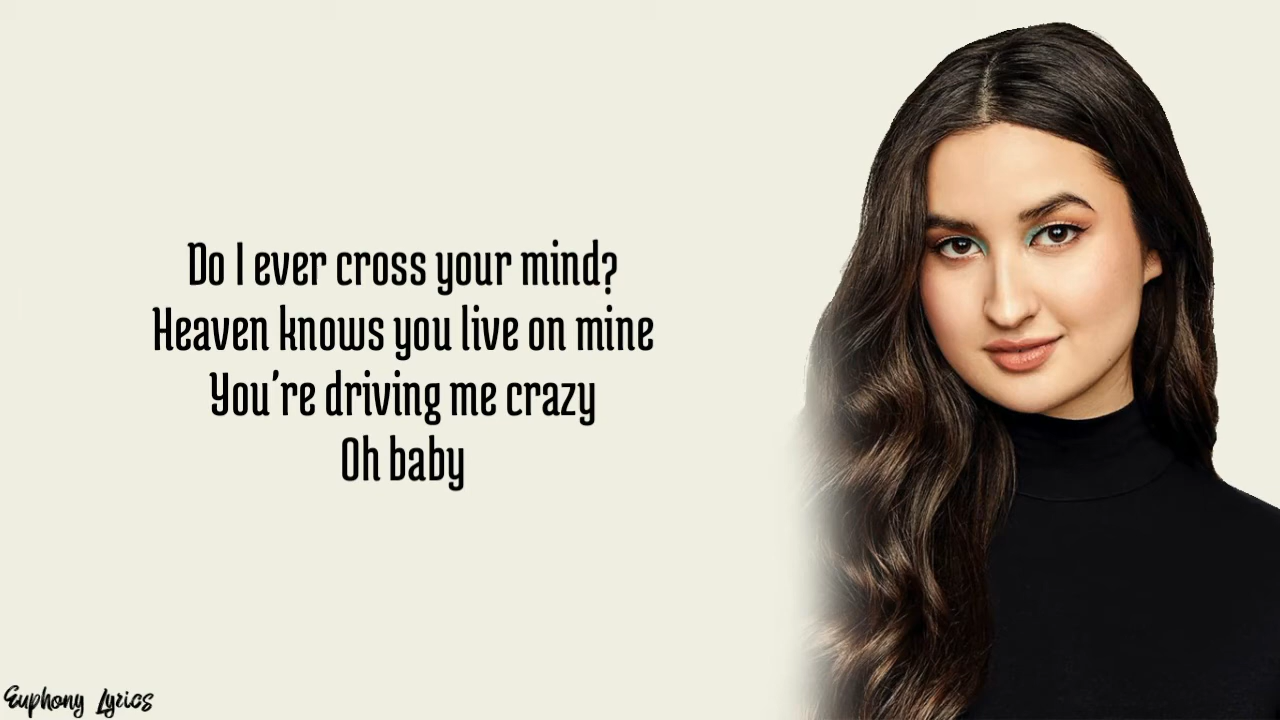 Do I ever cross your mind?
Heaven knows you live on mine
You're driving me crazy
Oh baby
Euphony Lyrics